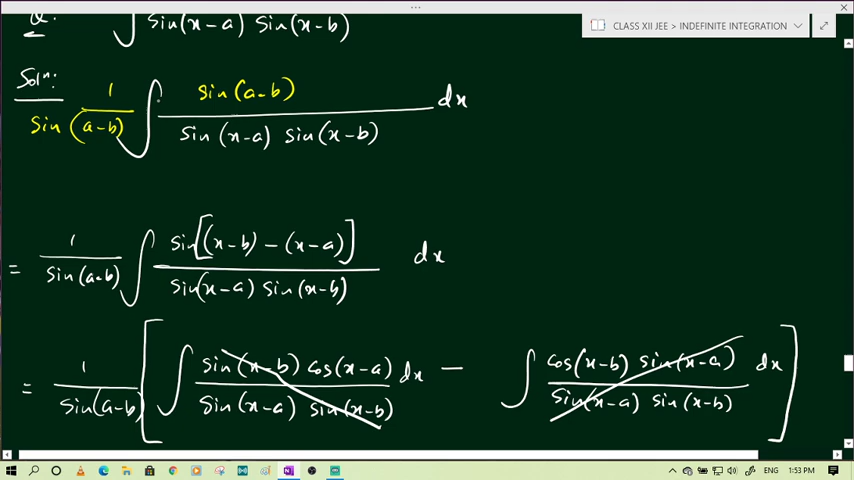 Q.
∫ sin(x-a) sin(x-b)
CLASS XII JEE > INDEFINITE INTEGRATION
Soln:
1/sin(a-b) ∫ sin(a-b) / sin(x-a) sin(x-b) dx
= 1/sin(a-b) ∫ sin[(x-b) - (x-a)] / sin(x-a) sin(x-b) dx
= 1/sin(a-b) [ ∫ sin(x-b) cos(x-a) / sin(x-a) sin(x-b) dx - ∫ cos(x-b) sin(x-a) / sin(x-a) sin(x-b) dx ]
ENG 1:53 PM